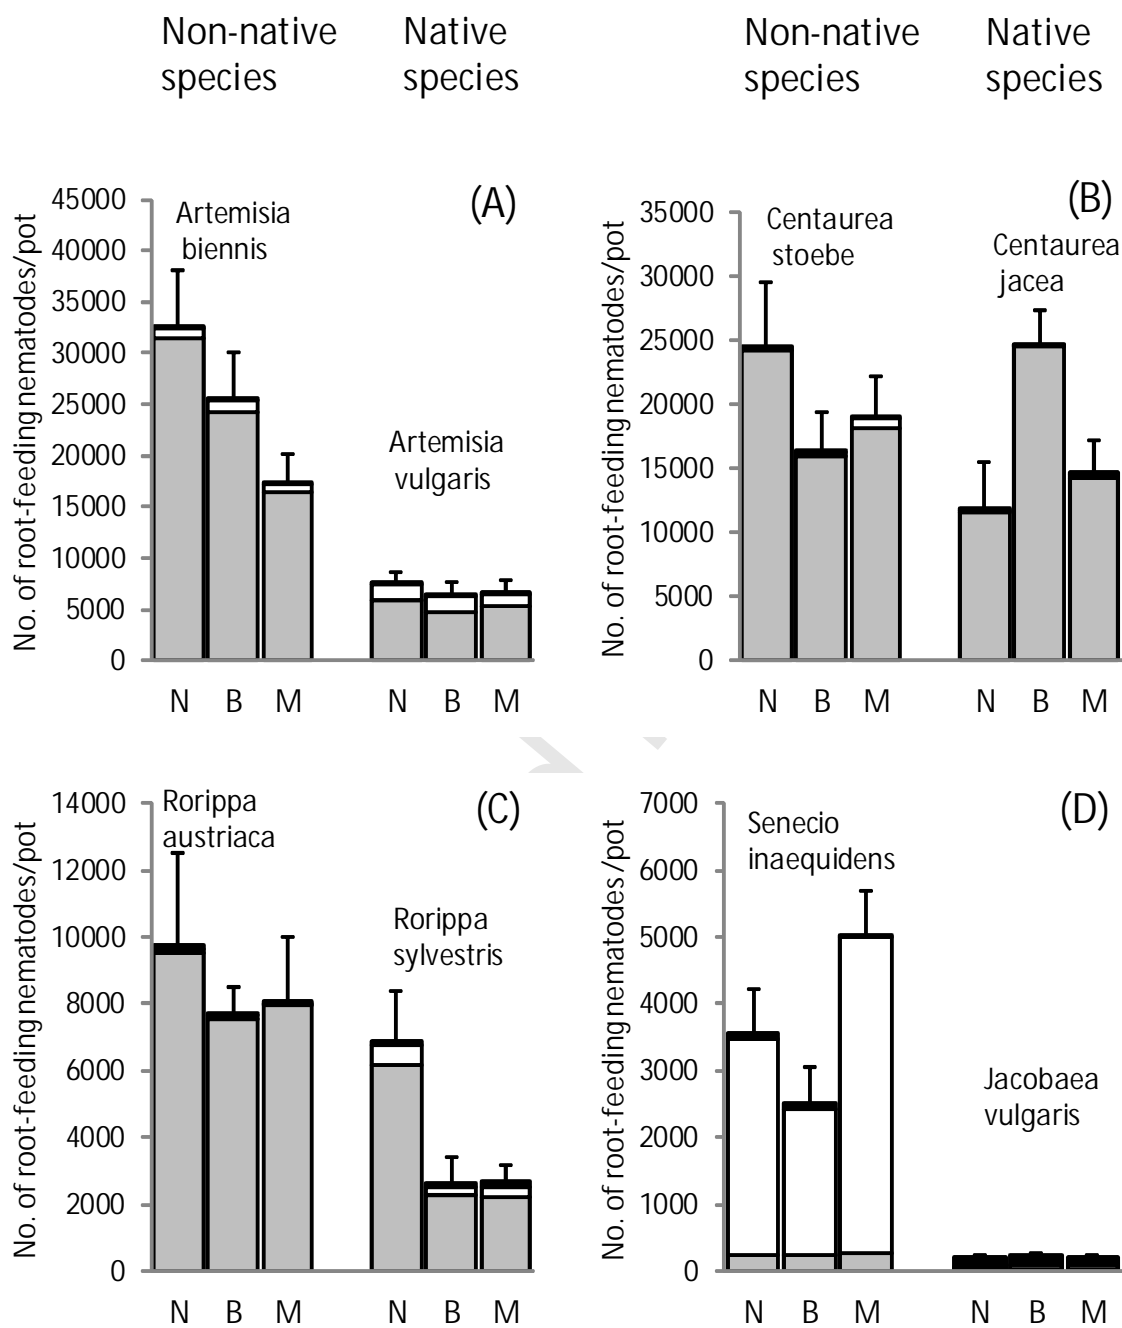 Non-native
species
Native
species
Non-native
species
Native
species
(A)
No. of root-feeding nematodes/pot
45000
40000
35000
30000
25000
20000
15000
10000
5000
0
Artemisia
biennis
Artemisia
vulgaris
N B M N B M
(B)
No. of root-feeding nematodes/pot
35000
30000
25000
20000
15000
10000
5000
0
Centaurea
stoebe
Centaurea
jacea
N B M N B M
(C)
No. of root-feeding nematodes/pot
14000
12000
10000
8000
6000
4000
2000
0
Rorippa
austriaca
Rorippa
sylvestris
N B M N B M
(D)
No. of root-feeding nematodes/pot
7000
6000
5000
4000
3000
2000
1000
0
Senecio
inaequidens
Jacobaea
vulgaris
N B M N B M